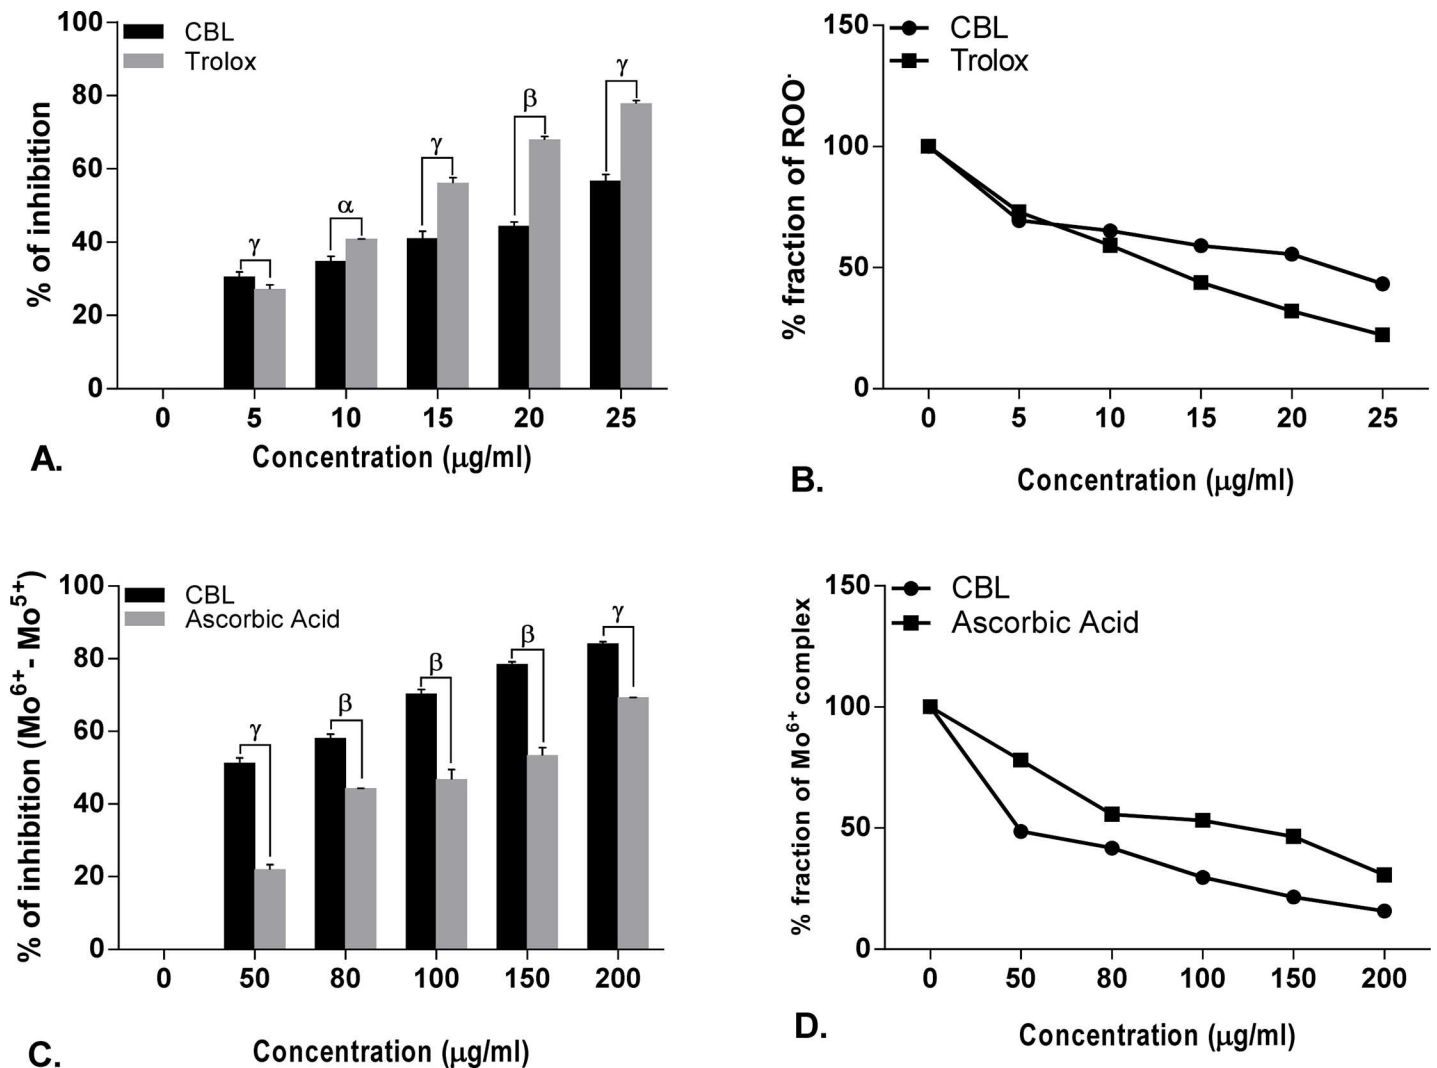 100
CBL
Trolox
80
60
40
20
0
% of inhibition
γ
α
γ
β
γ
0 5 10 15 20 25
Concentration (μg/ml)
A.
150
CBL
Trolox
100
50
0
% fraction of ROO·
0 5 10 15 20 25
Concentration (μg/ml)
B.
100
CBL
Ascorbic Acid
80
60
40
20
0
% of inhibition (Mo⁶⁺- Mo⁵⁺)
γ
β
β
β
γ
0 50 80 100 150 200
Concentration (μg/ml)
C.
150
CBL
Ascorbic Acid
100
50
0
% fraction of Mo⁶⁺ complex
0 50 80 100 150 200
Concentration (μg/ml)
D.